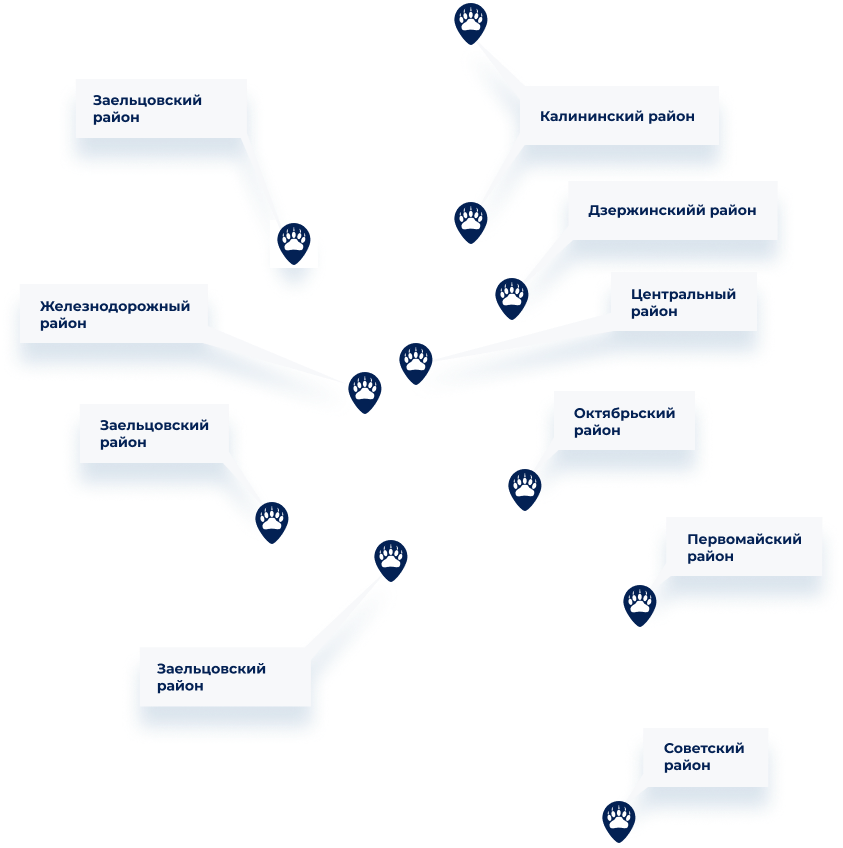 Заельцовский
район
Калининский район
Дзержинскийй район
Центральный
район
Железнодорожный
район
Октябрьский
район
Заельцовский
район
Первомайский
район
Заельцовский
район
Советский
район